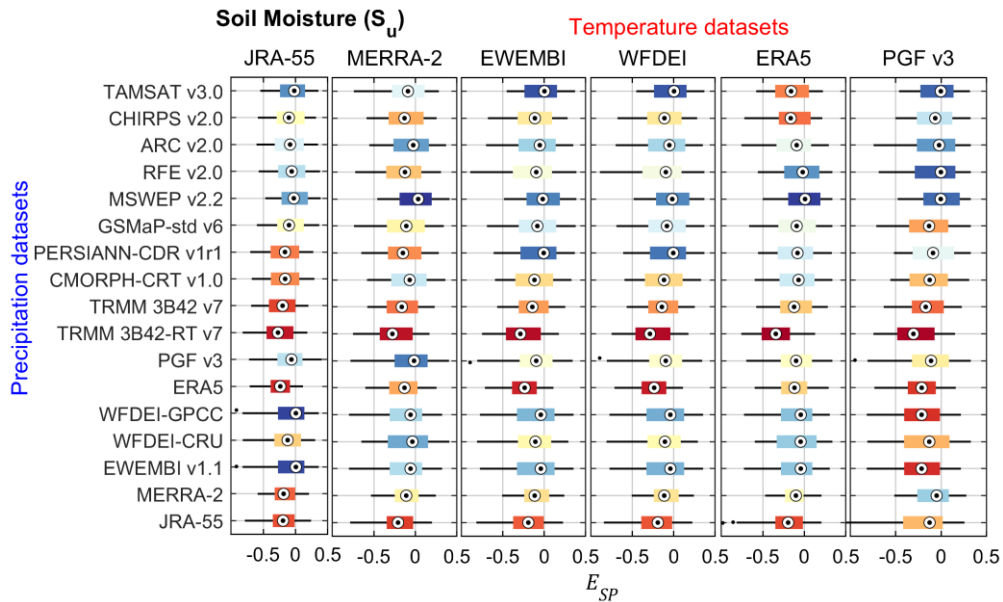 Soil Moisture (Su)
Temperature datasets
JRA-55 MERRA-2 EWEMBI WFDEI ERA5 PGF v3
Precipitation datasets
TAMSAT v3.0
CHIRPS v2.0
ARC v2.0
RFE v2.0
MSWEP v2.2
GSMaP-std v6
PERSIANN-CDR v1r1
CMORPH-CRT v1.0
TRMM 3B42 v7
TRMM 3B42-RT v7
PGF v3
ERA5
WFDEI-GPCC
WFDEI-CRU
EWEMBI v1.1
MERRA-2
JRA-55
-0.5 0 0.5 -0.5 0 0.5 -0.5 0 0.5 -0.5 0 0.5 -0.5 0 0.5 -0.5 0 0.5
ESP